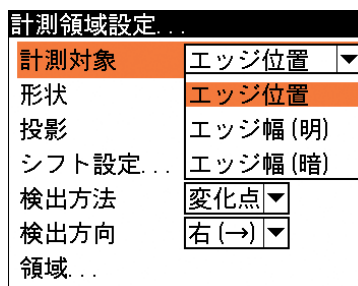 計測領域設定...
計測対象 エッジ位置 ▼
形状 エッジ位置
投影 エッジ幅(明)
シフト設定... エッジ幅(暗)
検出方法 変化点 ▼
検出方向 右(→) ▼
領域...